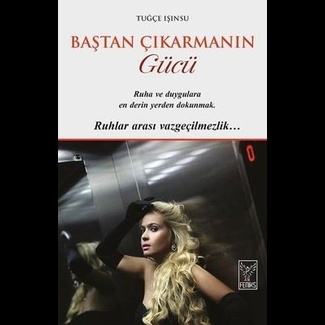 TUĞÇE IŞINSU
BAŞTAN ÇIKARMANIN
Gücü
Ruha ve duygulara
en derin yerden dokunmak.
Ruhlar arası vazgeçilmezlik...
FENİKS